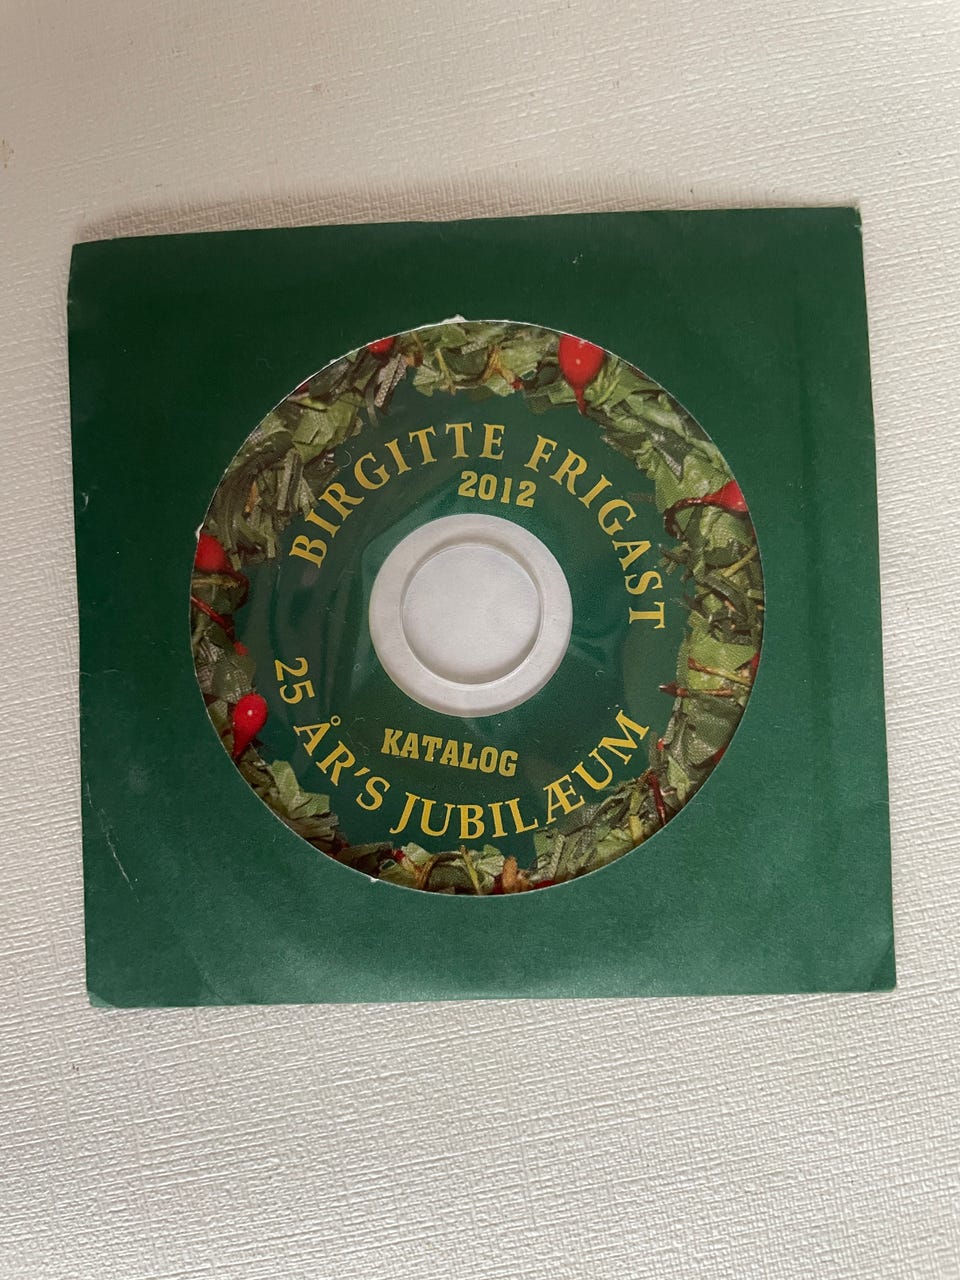 BIRGITTE FRIGAST
2012
KATALOG
25 ÅR'S JUBILÆUM